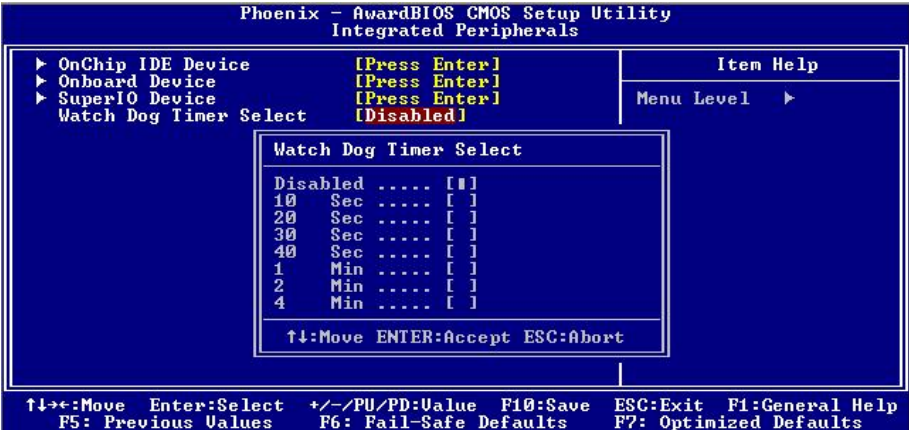 Phoenix - AwardBIOS CMOS Setup Utility
Integrated Peripherals
▶ OnChip IDE Device [Press Enter]
▶ Onboard Device [Press Enter]
▶ SuperIO Device [Press Enter]
Watch Dog Timer Select [Disabled]
Item Help
Menu Level ▶
Watch Dog Timer Select
Disabled ..... [▮]
10 Sec ..... [ ]
20 Sec ..... [ ]
30 Sec ..... [ ]
40 Sec ..... [ ]
1 Min ..... [ ]
2 Min ..... [ ]
4 Min ..... [ ]
↑↓:Move ENTER:Accept ESC:Abort
↑↓→←:Move Enter:Select +/-/PU/PD:Value F10:Save ESC:Exit F1:General Help
F5: Previous Values F6: Fail-Safe Defaults F7: Optimized Defaults